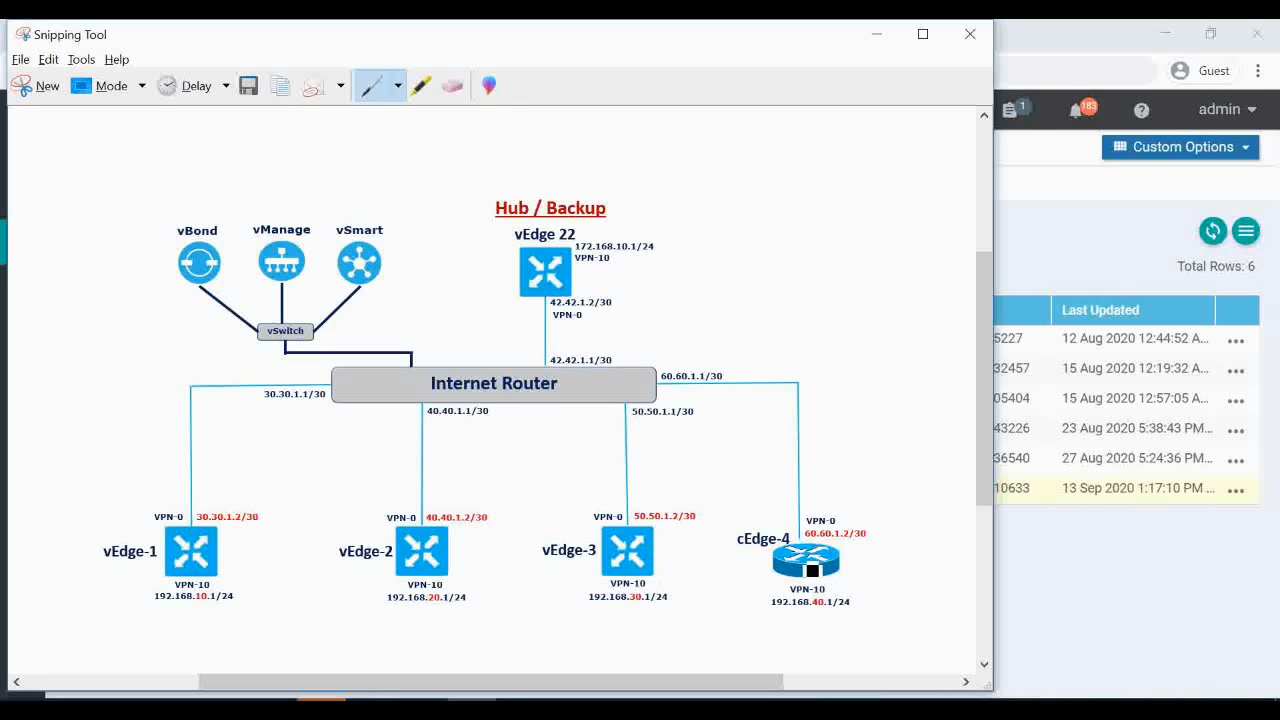 Snipping Tool
File Edit Tools Help
New Mode Delay
Guest
1 183 ? admin
Custom Options
Total Rows: 6
Last Updated
5227 12 Aug 2020 12:44:52 A...
32457 15 Aug 2020 12:19:32 A...
05404 15 Aug 2020 12:57:05 A...
43226 23 Aug 2020 5:38:43 PM...
36540 27 Aug 2020 5:24:36 PM...
10633 13 Sep 2020 1:17:10 PM ...
Hub / Backup
vBond vManage vSmart
vEdge 22
172.168.10.1/24
VPN-10
42.42.1.2/30
VPN-0
vSwitch
42.42.1.1/30
Internet Router
60.60.1.1/30
30.30.1.1/30
40.40.1.1/30
50.50.1.1/30
VPN-0 30.30.1.2/30
vEdge-1
VPN-10
192.168.10.1/24
VPN-0 40.40.1.2/30
vEdge-2
VPN-10
192.168.20.1/24
VPN-0 50.50.1.2/30
vEdge-3
VPN-10
192.168.30.1/24
VPN-0
60.60.1.2/30
cEdge-4
VPN-10
192.168.40.1/24